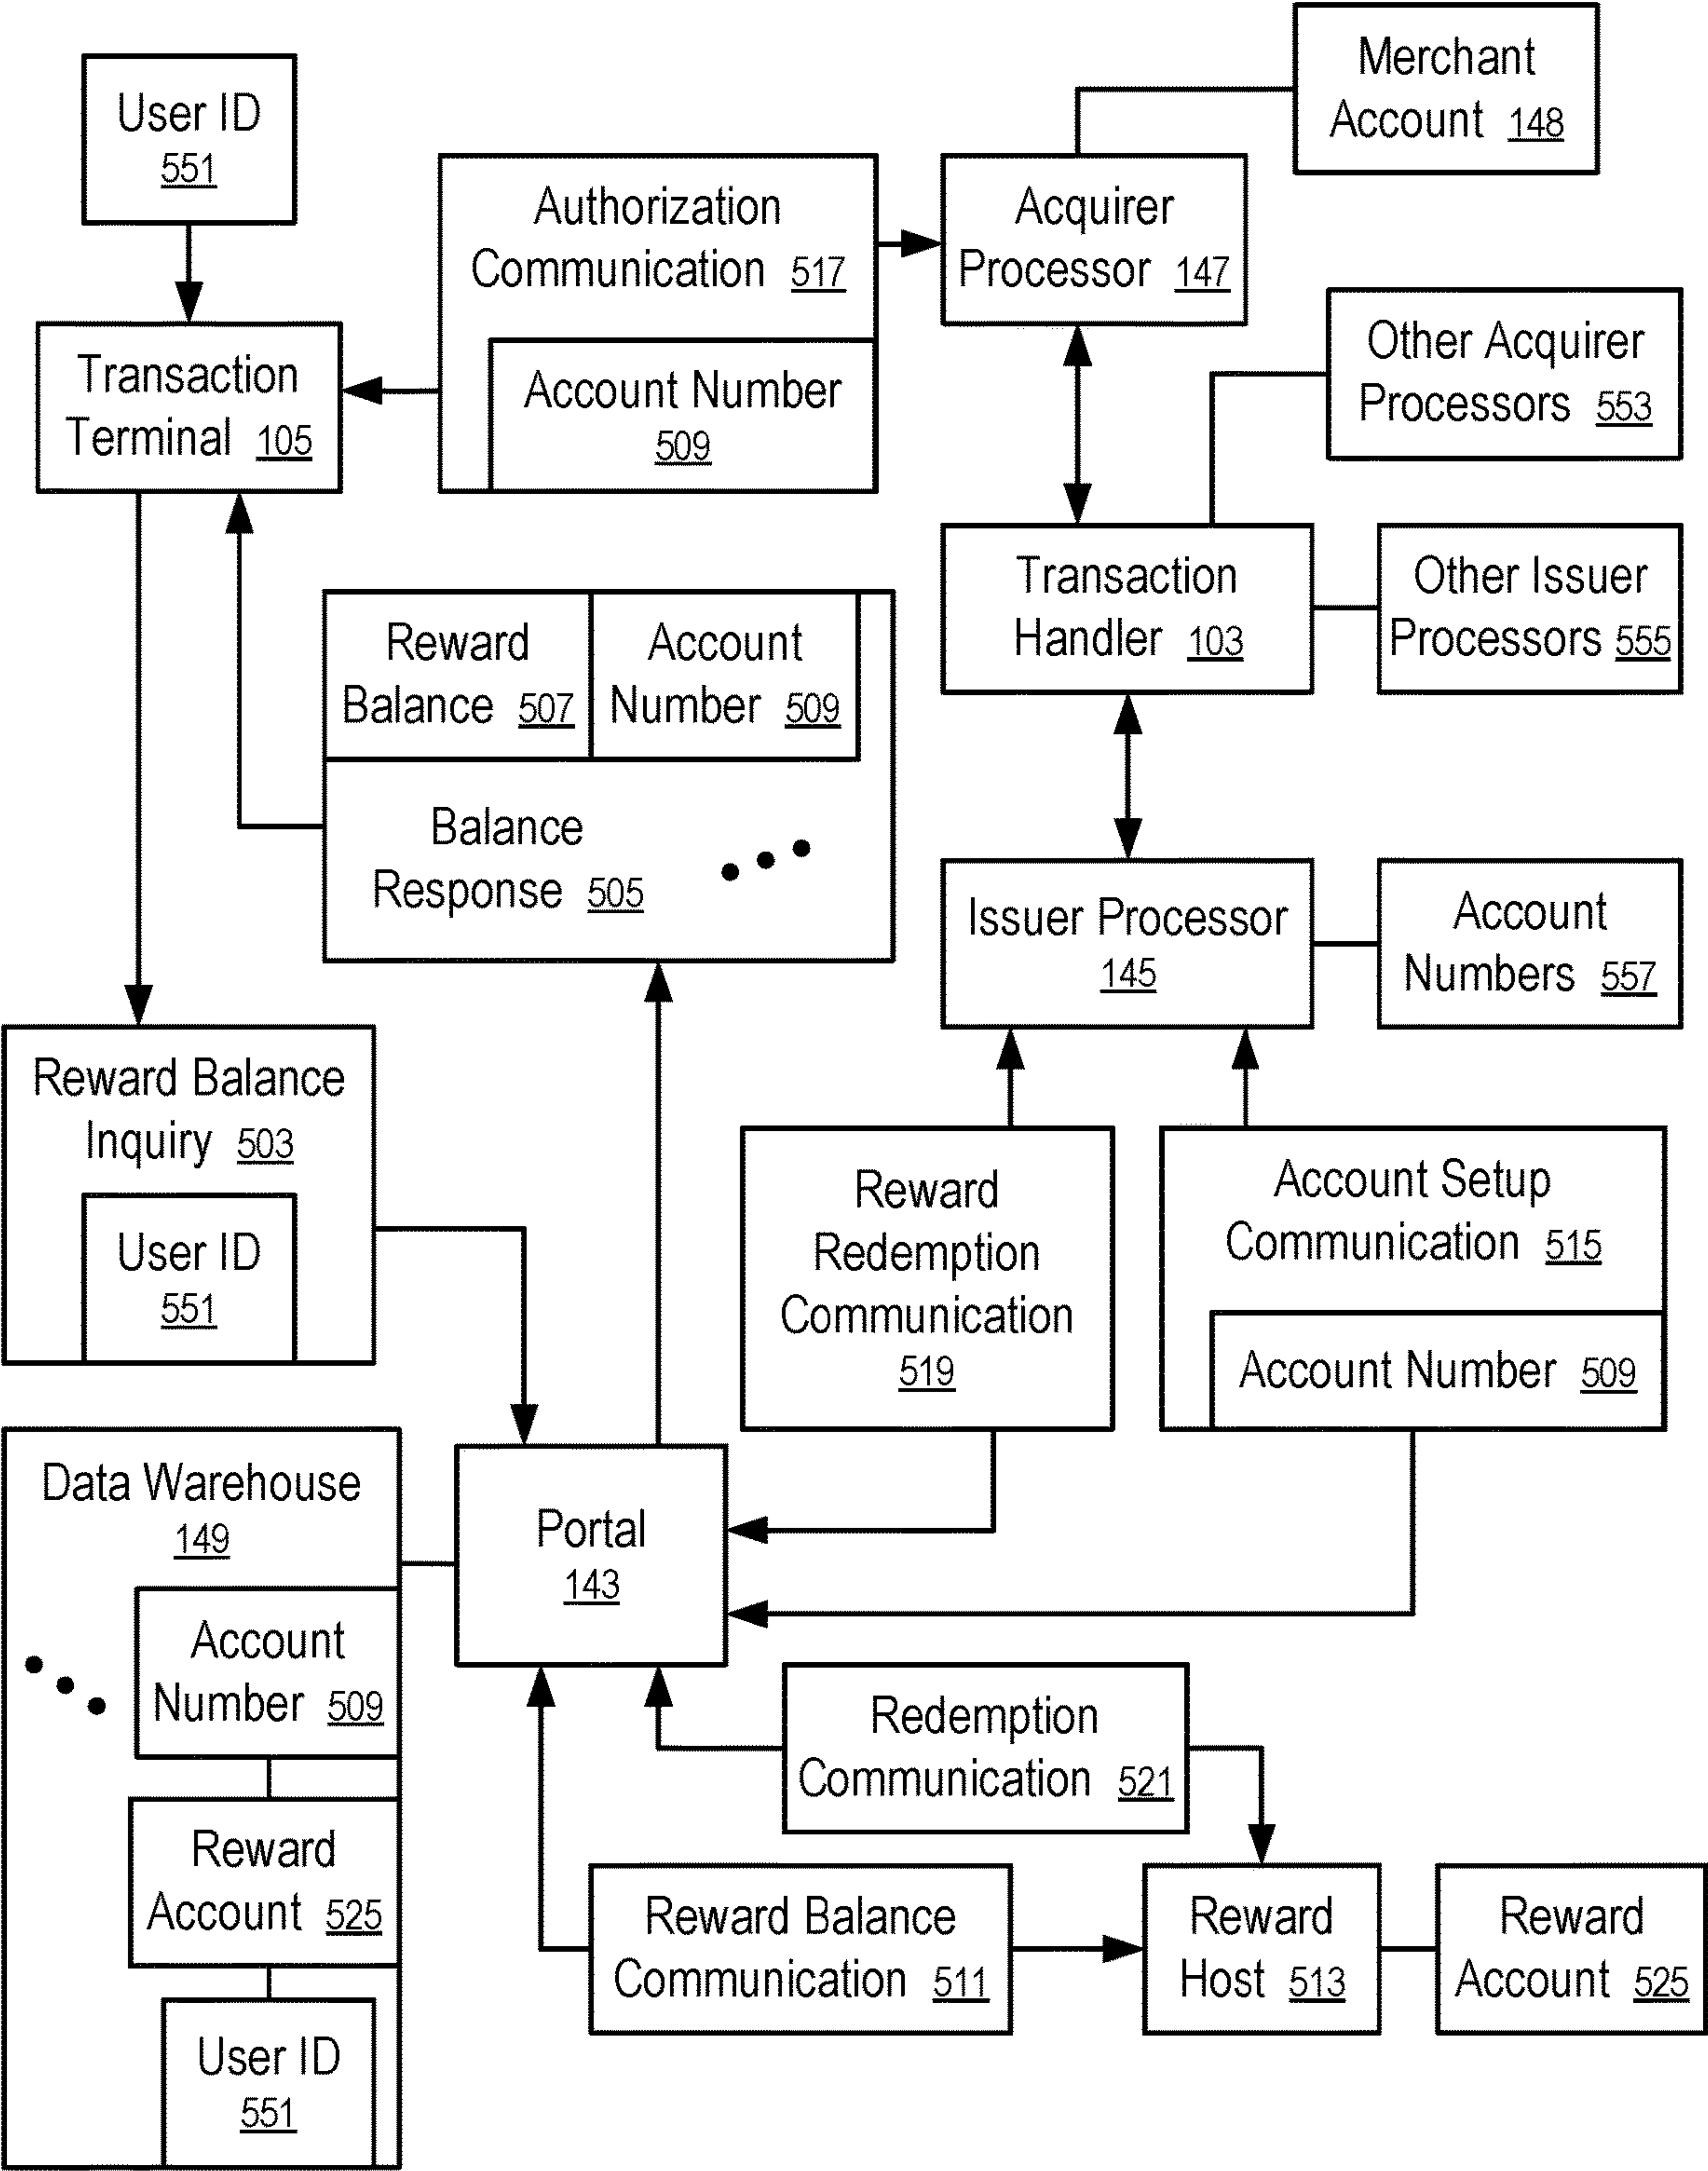 Merchant
Account 148
User ID
551
Authorization
Communication 517
Account Number
509
Acquirer
Processor 147
Other Acquirer
Processors 553
Transaction
Terminal 105
Transaction
Handler 103
Other Issuer
Processors 555
Reward
Balance 507
Account
Number 509
Balance
Response 505
Issuer Processor
145
Account
Numbers 557
Reward Balance
Inquiry 503
User ID
551
Reward
Redemption
Communication
519
Account Setup
Communication 515
Account Number 509
Data Warehouse
149
Account
Number 509
Reward
Account 525
User ID
551
Portal
143
Redemption
Communication 521
Reward Balance
Communication 511
Reward
Host 513
Reward
Account 525